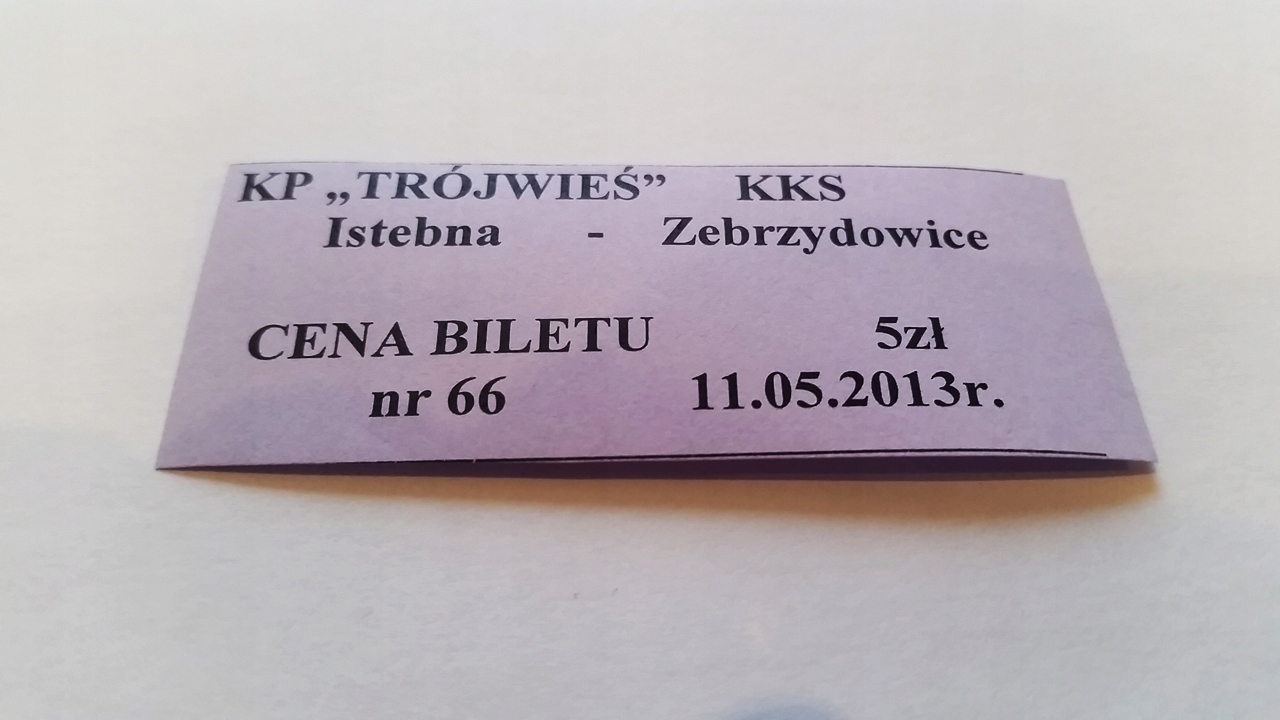 KP „TRÓJWIEŚ” KKS
Istebna - Zebrzydowice
CENA BILETU 5zł
nr 66 11.05.2013r.